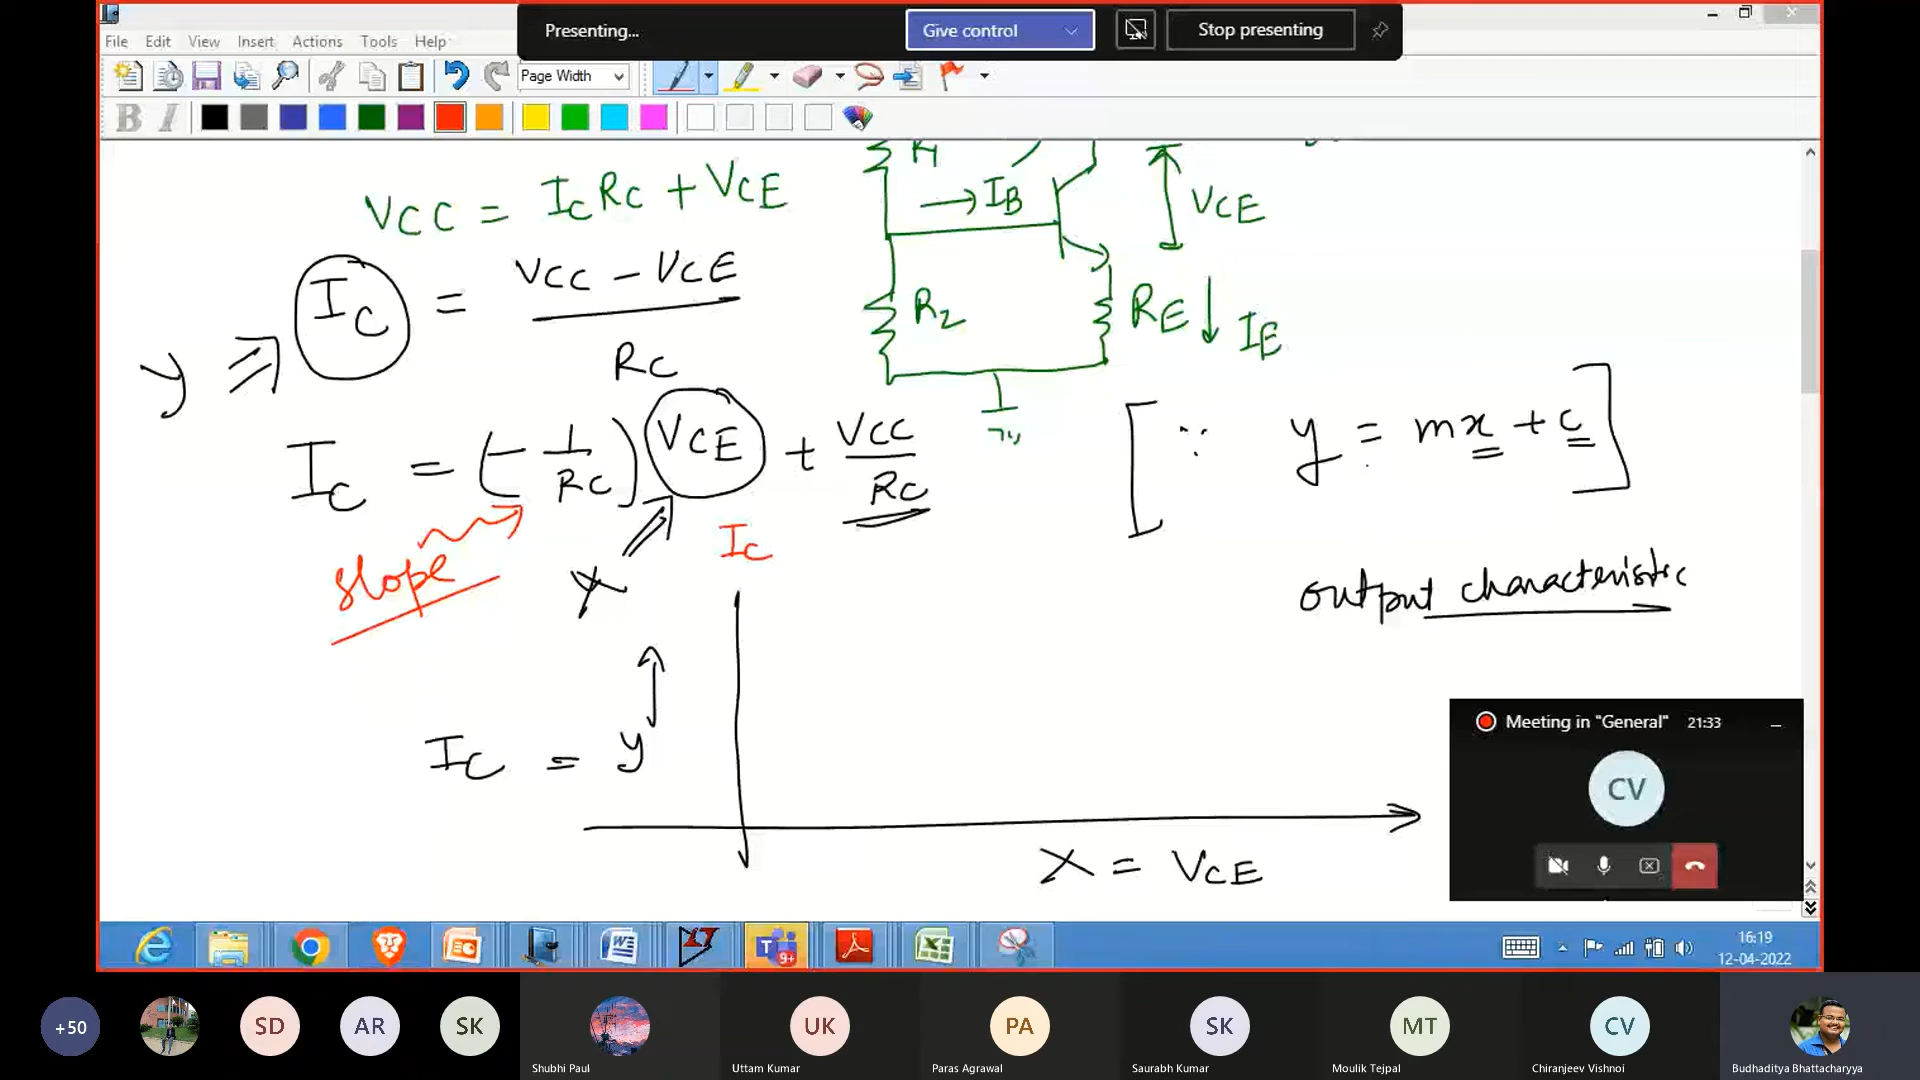 Presenting...
Give control
Stop presenting
File Edit View Insert Actions Tools Help
Page Width
B I
VCC = ICRC + VCE
R1
IB
VCE
IC = VCC - VCE
RC
R2
RE
IE
y
IC = (- 1/RC) VCE + VCC/RC
[∵ y = mx + c]
slope
X
IC
output characteristic
IC = y
X = VCE
Meeting in "General" 21:33
CV
16:19
12-04-2022
9+
+50
SD
AR
SK
UK
PA
SK
MT
CV
Shubhi Paul
Uttam Kumar
Paras Agrawal
Saurabh Kumar
Moulik Tejpal
Chiranjeev Vishnoi
Budhaditya Bhattacharyya